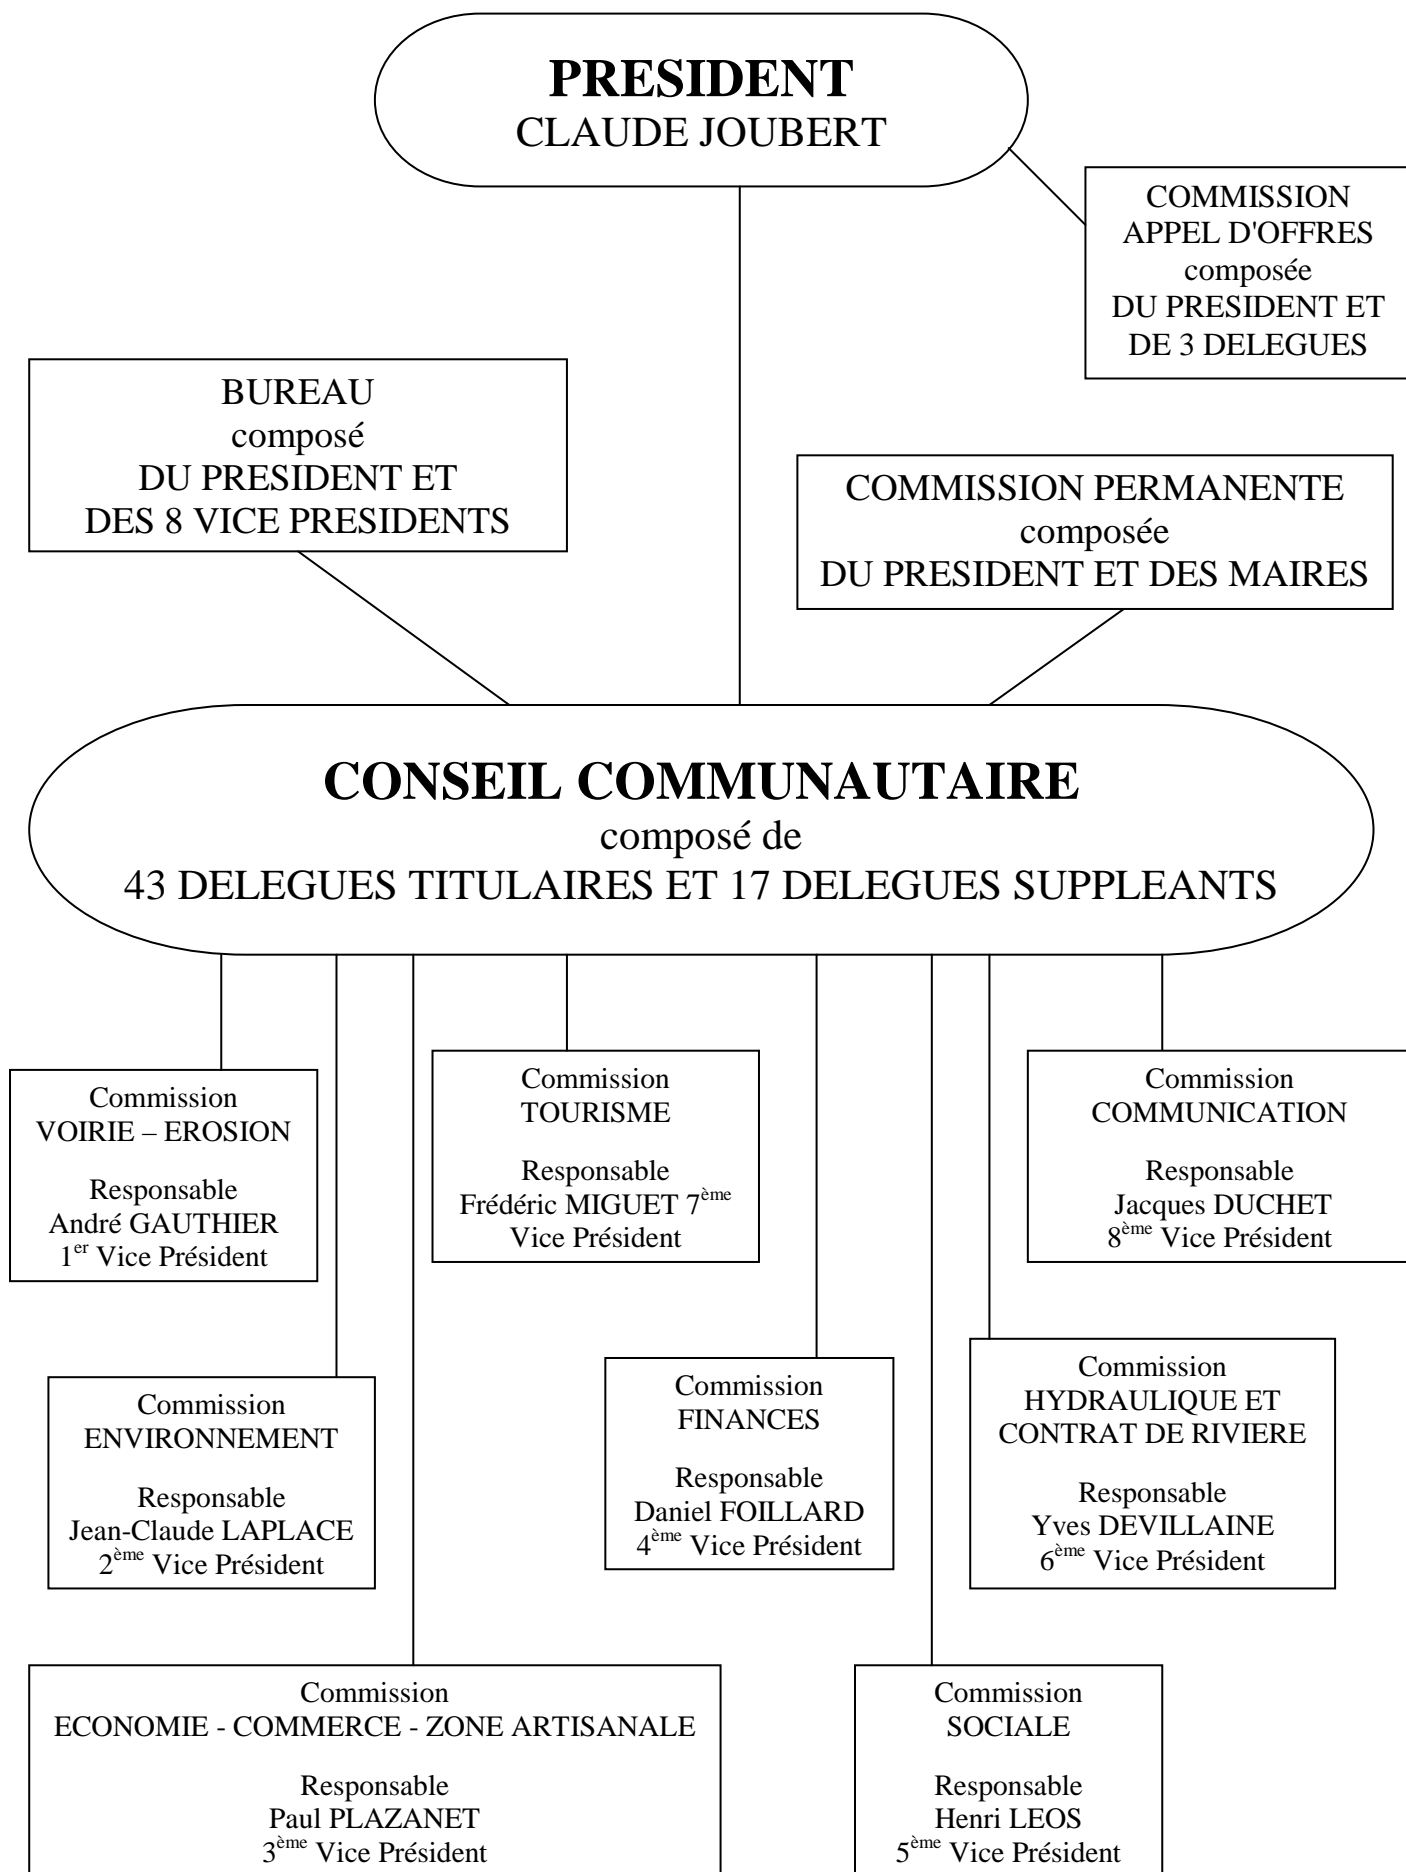 PRESIDENT
CLAUDE JOUBERT
COMMISSION
APPEL D'OFFRES
composée
DU PRESIDENT ET
DE 3 DELEGUES
BUREAU
composé
DU PRESIDENT ET
DES 8 VICE PRESIDENTS
COMMISSION PERMANENTE
composée
DU PRESIDENT ET DES MAIRES
CONSEIL COMMUNAUTAIRE
composé de
43 DELEGUES TITULAIRES ET 17 DELEGUES SUPPLEANTS
Commission
VOIRIE – EROSION
Responsable
André GAUTHIER
1er Vice Président
Commission
TOURISME
Responsable
Frédéric MIGUET 7ème
Vice Président
Commission
COMMUNICATION
Responsable
Jacques DUCHET
8ème Vice Président
Commission
ENVIRONNEMENT
Responsable
Jean-Claude LAPLACE
2ème Vice Président
Commission
FINANCES
Responsable
Daniel FOILLARD
4ème Vice Président
Commission
HYDRAULIQUE ET
CONTRAT DE RIVIERE
Responsable
Yves DEVILLAINE
6ème Vice Président
Commission
ECONOMIE - COMMERCE - ZONE ARTISANALE
Responsable
Paul PLAZANET
3ème Vice Président
Commission
SOCIALE
Responsable
Henri LEOS
5ème Vice Président